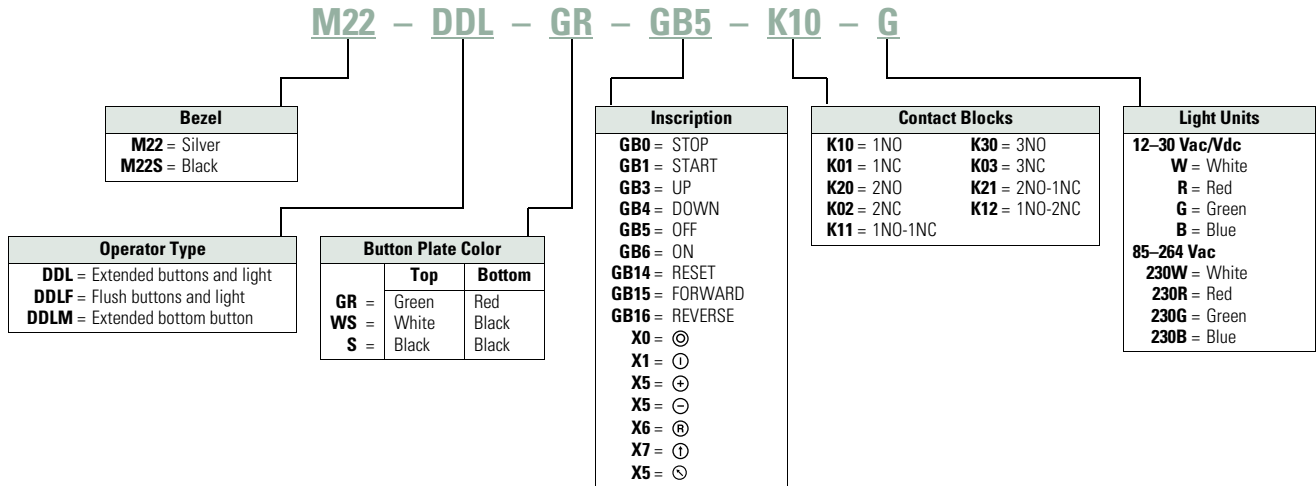 M22 – DDL – GR – GB5 – K10 – G
Bezel
M22 = Silver
M22S = Black
Operator Type
DDL = Extended buttons and light
DDLF = Flush buttons and light
DDLM = Extended bottom button
Button Plate Color
Top Bottom
GR = Green Red
WS = White Black
S = Black Black
Inscription
GB0 = STOP
GB1 = START
GB3 = UP
GB4 = DOWN
GB5 = OFF
GB6 = ON
GB14 = RESET
GB15 = FORWARD
GB16 = REVERSE
X0 = ◎
X1 = ⏼
X5 = ⊕
X5 = ⊖
X6 = ®
X7 = ↑
X5 = ↖
Contact Blocks
K10 = 1NO K30 = 3NO
K01 = 1NC K03 = 3NC
K20 = 2NO K21 = 2NO-1NC
K02 = 2NC K12 = 1NO-2NC
K11 = 1NO-1NC
Light Units
12–30 Vac/Vdc
W = White
R = Red
G = Green
B = Blue
85–264 Vac
230W = White
230R = Red
230G = Green
230B = Blue